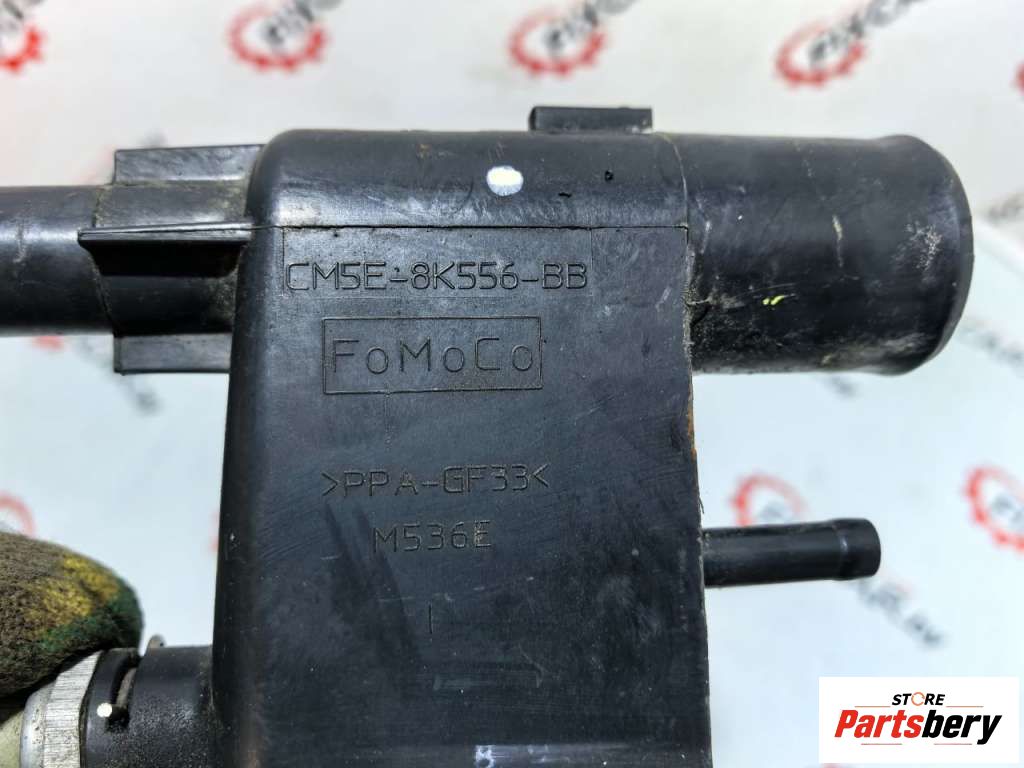 CM5E-8K556-BB
FoMoCo
>PPA-GF33<
M536E
STORE
Partsbery